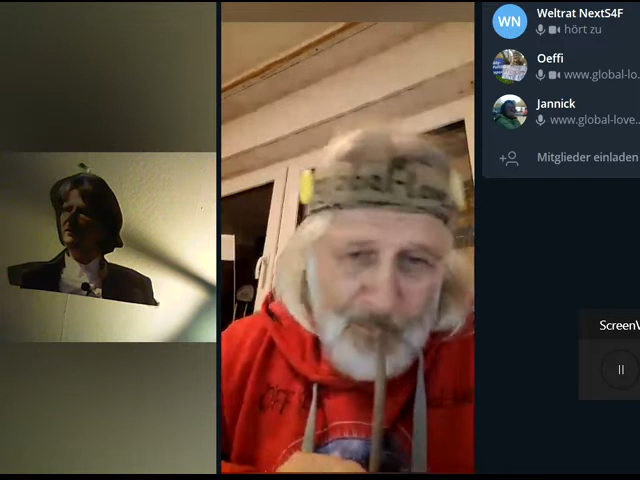 WN
Weltrat NextS4F
hört zu
Oeffi
www.global-lo...
Jannick
www.global-love...
Mitglieder einladen
ScreenV